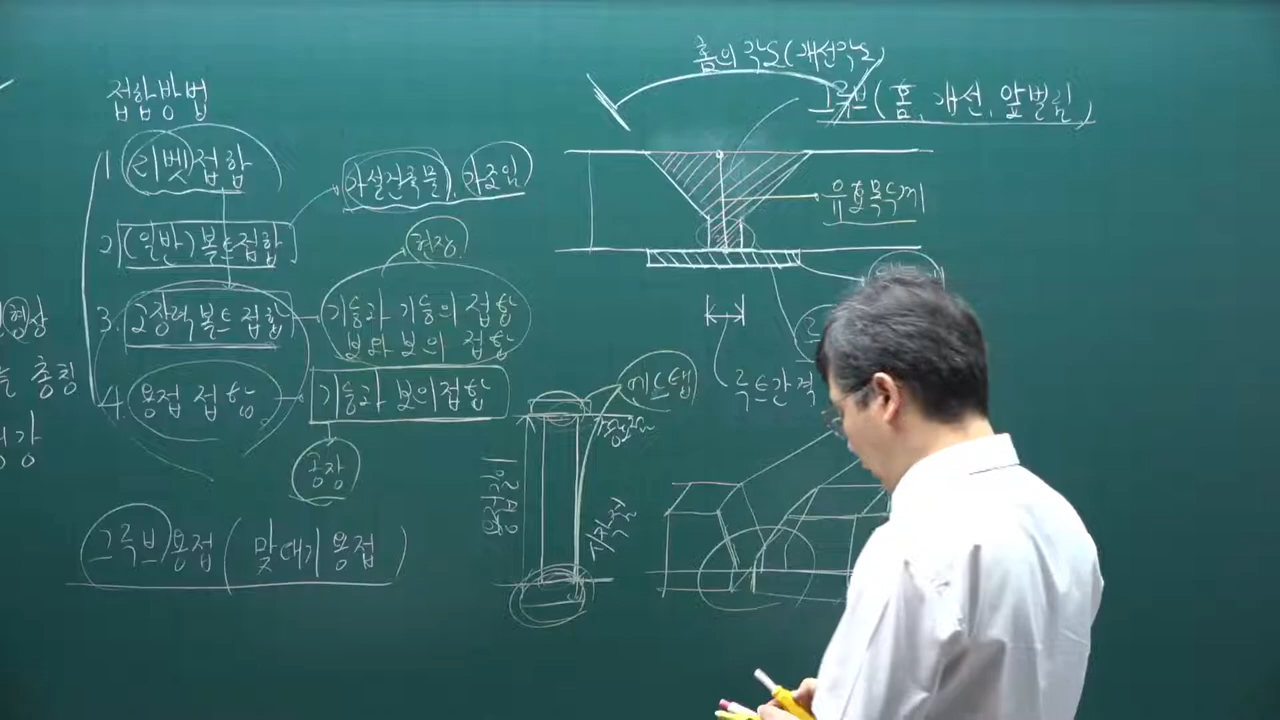 접합방법
1. 리벳접합
2. (일반)볼트접합
가설건축물, 가조임
3. 고장력볼트 접합
현장
기둥과 기둥의 접합
보와 보의 접합
4. 용접 접합
기둥과 보의접합
공장
그루브용접(맞대기 용접)
홈의 각도(개선각도)
그루브(홈, 개선, 앞벌림)
유효목두께
루트간격
엔드탭
시작점